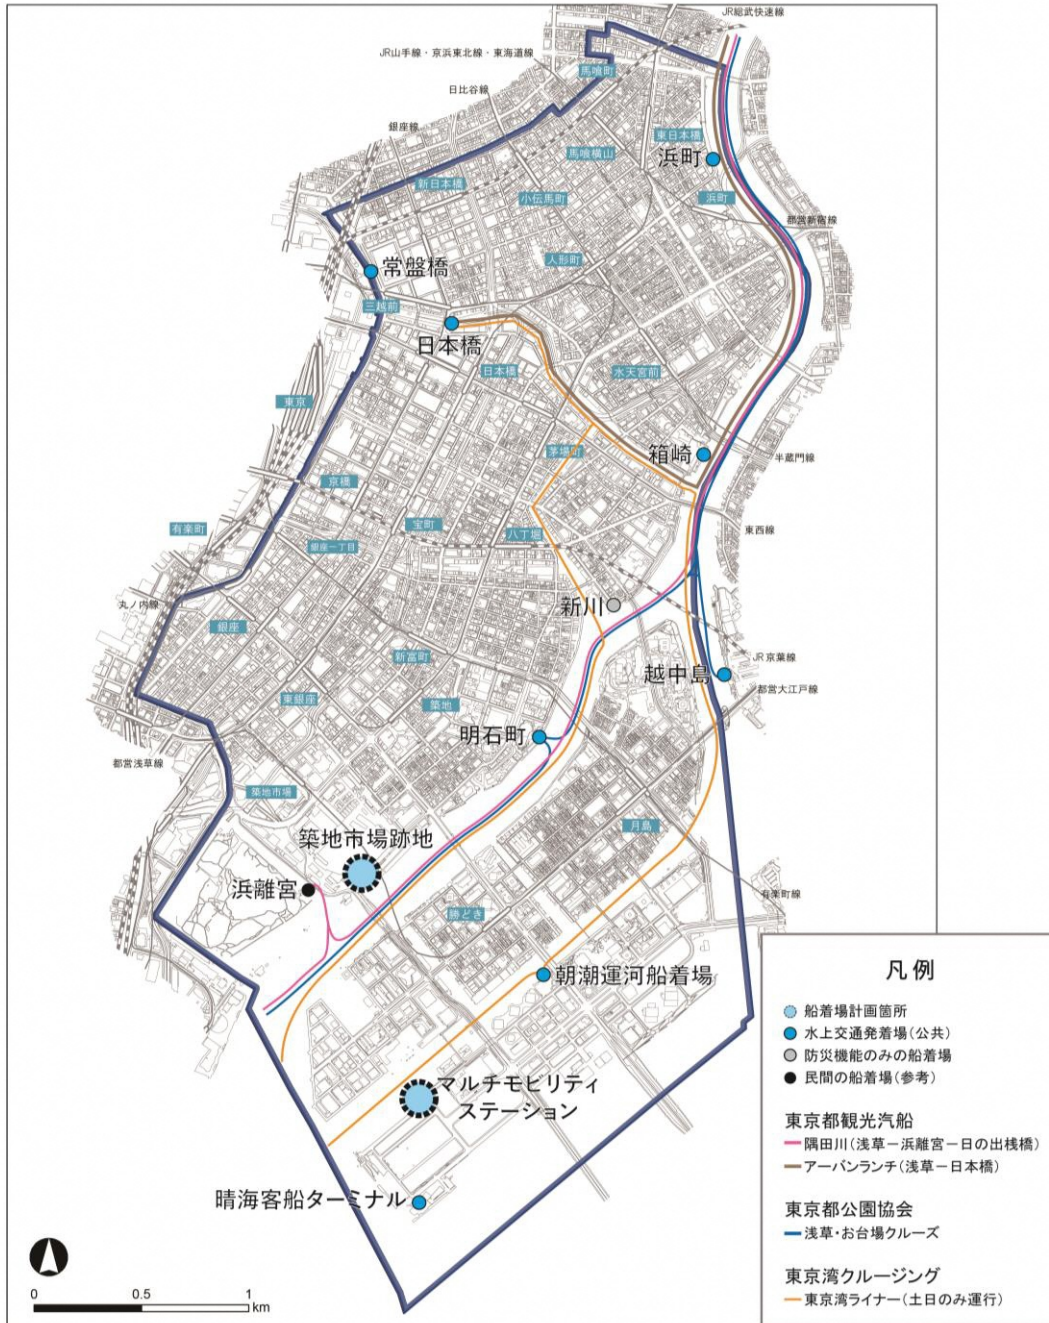 JR総武快速線
JR山手線・京浜東北線・東海道線
馬喰町
日比谷線
銀座線
東日本橋
馬喰横山
浜町
新日本橋
小伝馬町
浜町
都営新宿線
人形町
常盤橋
三越前
日本橋
日本橋
水天宮前
東京
茅場町
箱崎
半蔵門線
京橋
有楽町
宝町
東西線
八丁堀
銀座一丁目
丸ノ内線
新川
銀座
新富町
JR京葉線
越中島
都営大江戸線
東銀座
築地
明石町
都営浅草線
築地市場
月島
築地市場跡地
浜離宮
有楽町線
勝どき
朝潮運河船着場
マルチモビリティ
ステーション
晴海客船ターミナル
0 0.5 1
km
凡例
船着場計画箇所
水上交通発着場(公共)
防災機能のみの船着場
民間の船着場(参考)
東京都観光汽船
隅田川(浅草ー浜離宮ー日の出桟橋)
アーバンランチ(浅草ー日本橋)
東京都公園協会
浅草・お台場クルーズ
東京湾クルージング
東京湾ライナー(土日のみ運行)